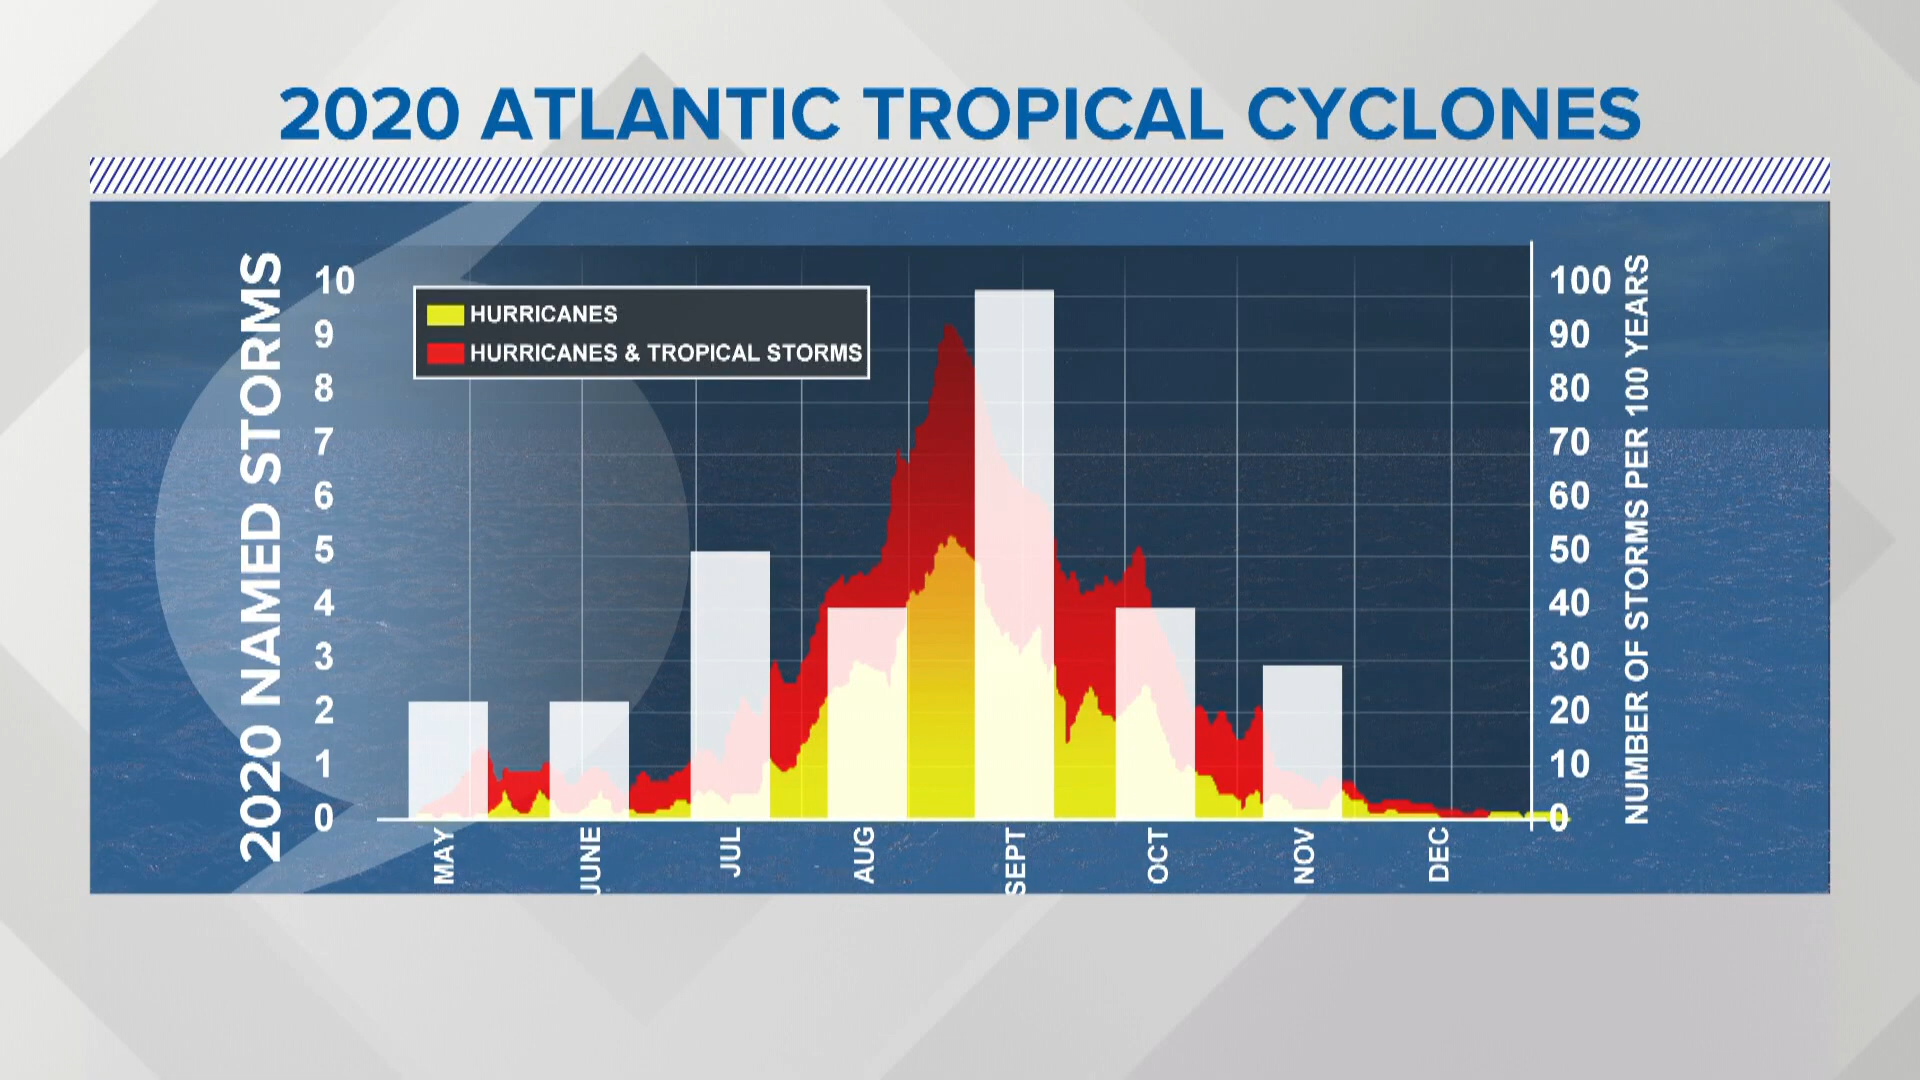 2020 ATLANTIC TROPICAL CYCLONES
2020 NAMED STORMS
10
9
8
7
6
5
4
3
2
1
0
HURRICANES
HURRICANES & TROPICAL STORMS
100
90
80
70
60
50
40
30
20
10
0
NUMBER OF STORMS PER 100 YEARS
MAY
JUNE
JUL
AUG
SEPT
OCT
NOV
DEC